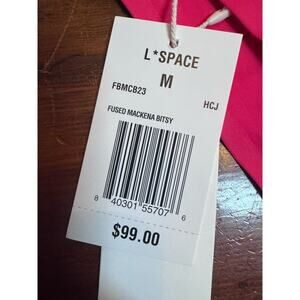 L*SPACE
M
FBMCB23 HCJ
FUSED MACKENA BITSY
8 40301 55707 6
$99.00